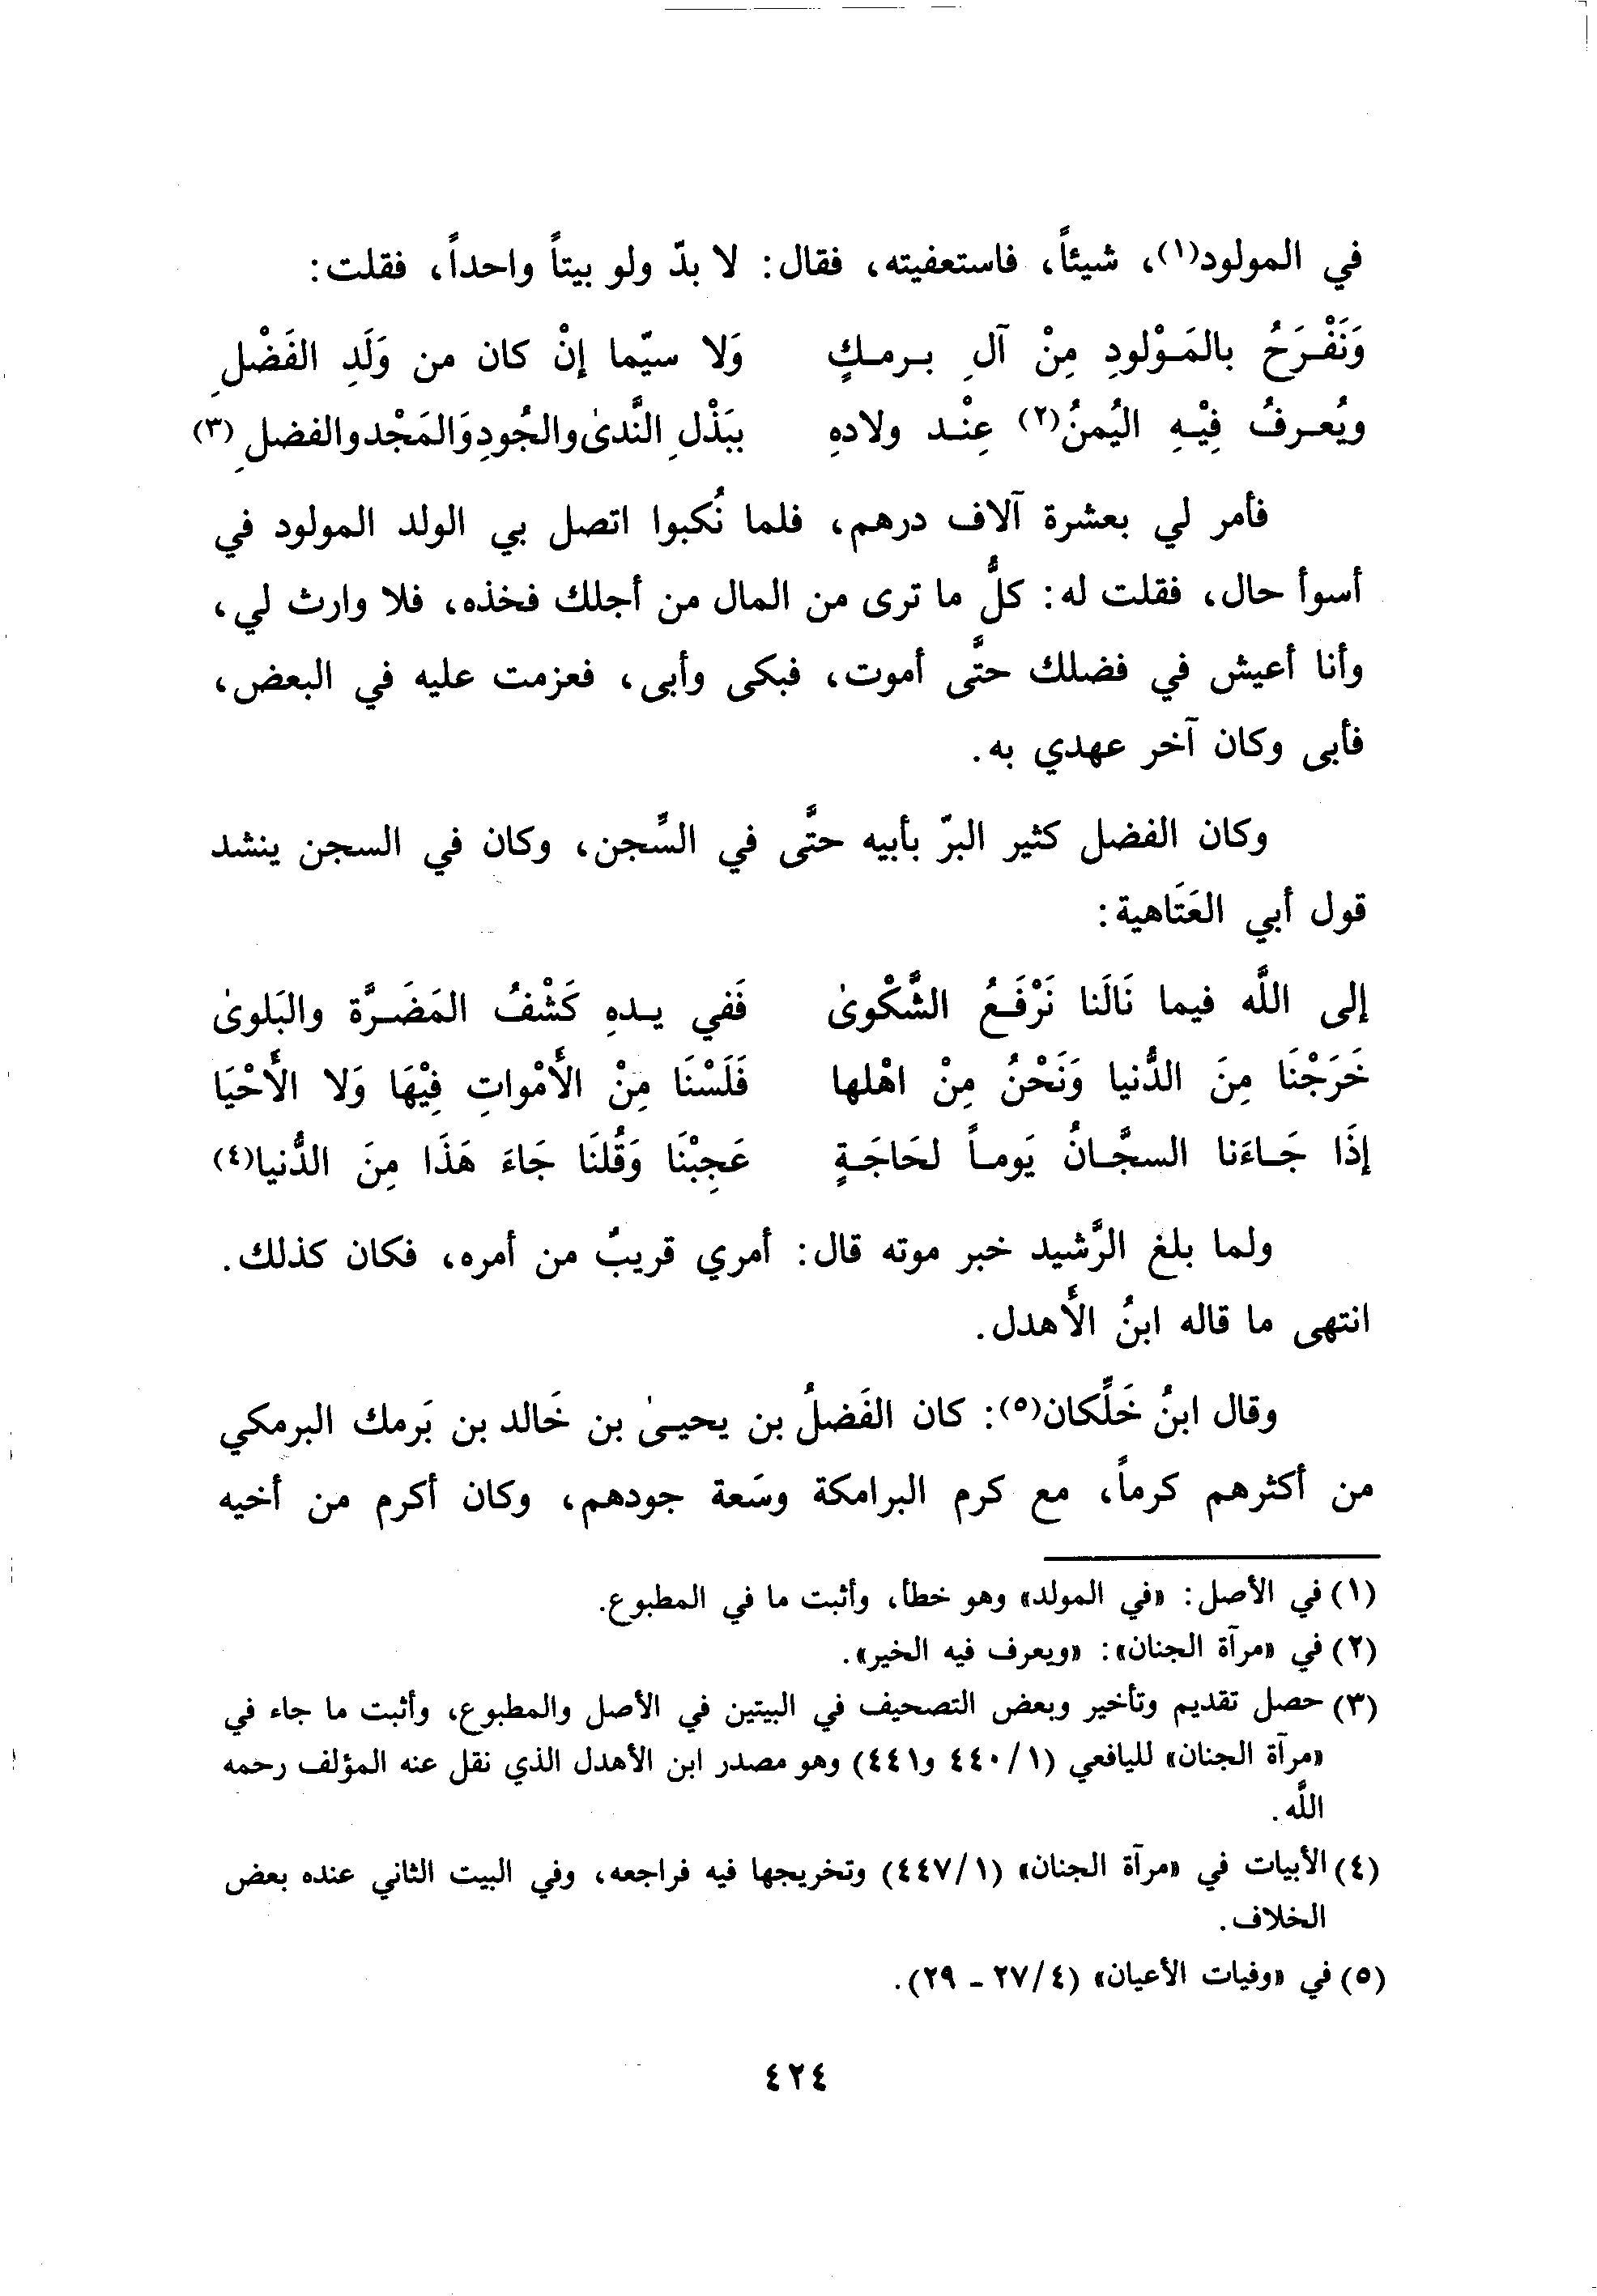 في المولود(١)، شيئاً، فاستعفيته، فقال: لا بدّ ولو بيتاً واحداً، فقلت:
وَنَفْرَحُ بالمَوْلودِ مِنْ آلِ برمكٍ وَلا سيّما إنْ كان من وَلَدِ الفَضْلِ
ويُعرفُ فِيْهِ اليُمنُ(٢) عِنْد ولادهِ ببَذْلِ النَّدىٰ والجُودِ وَالمَجْد والفضلِ (٣)
فأمر لي بعشرة آلاف درهم، فلما نُكبوا اتصل بي الولد المولود في
أسوأ حال، فقلت له: كلُّ ما ترى من المال من أجلك فخذه، فلا وارث لي،
وأنا أعيش في فضلك حتَّى أموت، فبكى وأبى، فعزمت عليه في البعض،
فأبى وكان آخر عهدي به.
وكان الفضل كثير البرّ بأبيه حتَّى في السِّجن، وكان في السجن ينشد
قول أبي العَتَاهية:
إلى اللَّه فيما نَالَنا نَرْفَعُ الشَّكْوىٰ فَفي يدهِ كَشْفُ المَضَرَّة والبَلوىٰ
خَرَجْنَا مِنَ الدُّنيا وَنَحْنُ مِنْ اهْلها فَلَسْنَا مِنْ الأَمْواتِ فِيْهَا وَلا الأَحْيَا
إذَا جَاءَنا السجَّانُ يَوماً لحَاجَةٍ عَجِبْنَا وَقُلنَا جَاءَ هَذَا مِنَ الدُّنيا(٤)
ولما بلغ الرَّشيد خبر موته قال: أمري قريبٌ من أمره، فكان كذلك.
انتهى ما قاله ابنُ الأَهدل.
وقال ابنُ خَلِّكان(٥): كان الفَضلُ بن يحيىٰ بن خَالد بن بَرمك البرمكي
من أكثرهم كرماً، مع كرم البرامكة وسَعة جودهم، وكان أكرم من أخيه
(١) في الأصل: «في المولد» وهو خطأ، وأثبت ما في المطبوع.
(٢) في «مرآة الجنان»: «ويعرف فيه الخير».
(٣) حصل تقديم وتأخير وبعض التصحيف في البيتين في الأصل والمطبوع، وأثبت ما جاء في
«مرآة الجنان» لليافعي (١/ ٤٤٠ و٤٤١) وهو مصدر ابن الأهدل الذي نقل عنه المؤلف رحمه
اللَّه.
(٤) الأبيات في «مرآة الجنان» (١/ ٤٤٧) وتخريجها فيه فراجعه، وفي البيت الثاني عنده بعض
الخلاف.
(٥) في «وفيات الأعيان» (٤/ ٢٧ - ٢٩).
٤٢٤